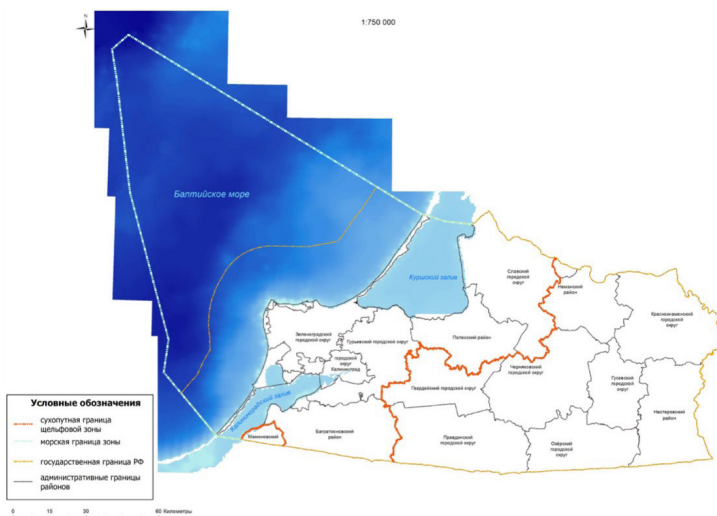 N
1:750 000
Балтийское море
Куршский залив
Славский
городской
округ
Неманский
район
Краснознаменский
городской
округ
Зеленоградский
городской округ
Гурьевский городской округ
Полесский район
городской
округ
Калининград
Гвардейский городской округ
Черняховский
городской округ
Гусевский
городской
округ
Нестеровский
район
Калининградский залив
Мамоновский
Багратионовский
район
Правдинский
городской округ
Озёрский
городской
округ
Условные обозначения
сухопутная граница
шельфовой зоны
морская граница зоны
государственная граница РФ
административные границы
районов
0 15 30 60 Километры